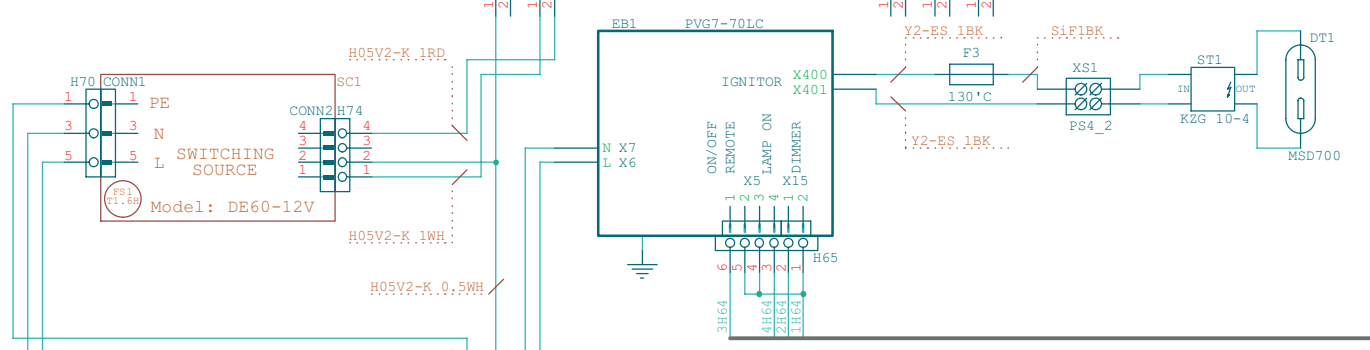 1
2
1
2
1
2
1
2
1
2
EB1
PVG7-70LC
H05V2-K 1RD
Y2-ES 1BK
SiF1BK
DT1
F3
H70
CONN1
SC1
IGNITOR
X400
X401
130'C
XS1
ST1
IN
OUT
KZG 10-4
PS4_2
MSD700
1
1
PE
3
3
N
5
5
L
SWITCHING
SOURCE
CONN2
H74
4
4
3
3
2
2
1
1
FS1
T1.6H
Model: DE60-12V
N X7
L X6
ON/OFF
REMOTE
LAMP ON
DIMMER
X5
X15
1
2
3
4
1
2
Y2-ES 1BK
H05V2-K 1WH
H05V2-K 0.5WH
H65
6
5
4
3
2
1
3H64
4H64
2H64
1H64